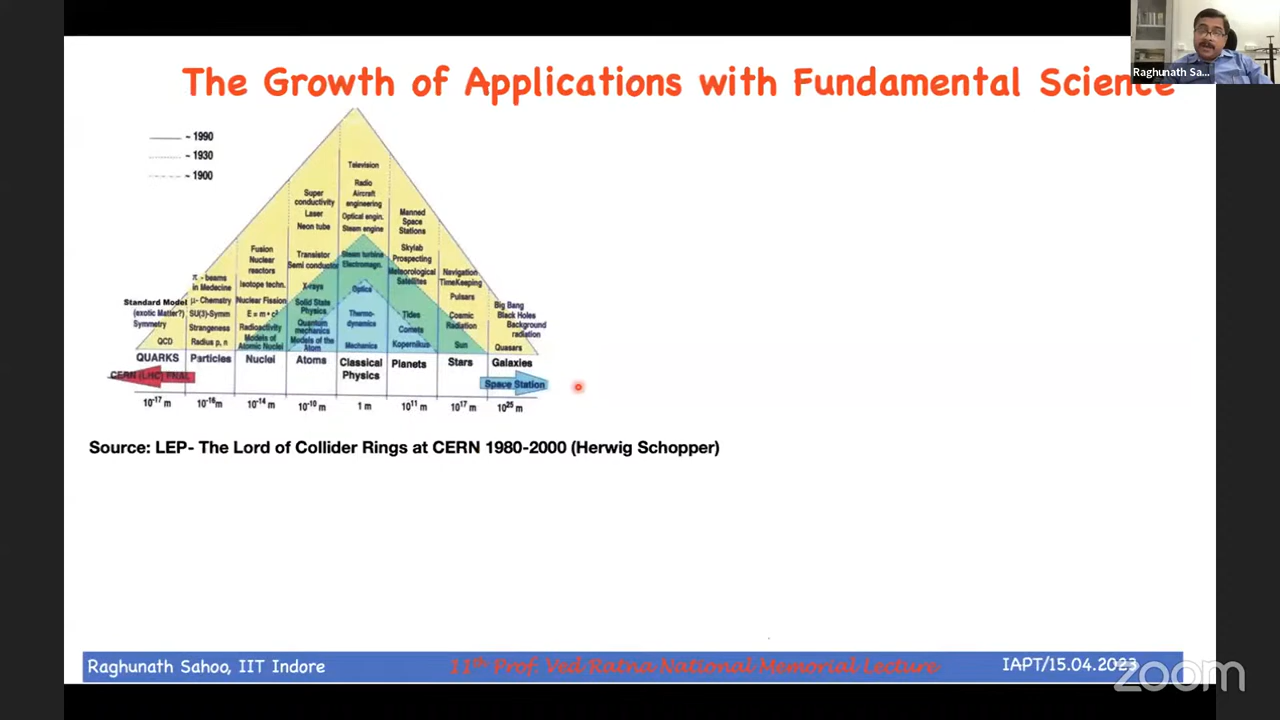 Raghunath Sa...
The Growth of Applications with Fundamental Science
~ 1990
~ 1930
~ 1900
Television
Radio
Aircraft
engineering
Optical engin.
Steam engine
Steam turbine
Electromagn.
Optics
Thermo-
dynamics
Mechanics
Super
conductivity
Laser
Neon tube
Transistor
Semi conductor
X-rays
Solid State
Physics
Quantum
mechanics
Models of the
Atom
Manned
Space
Stations
Skylab
Prospecting
Meteorological
Satellites
Tides
Comets
Kopernikus
Fusion
Nuclear
reactors
Isotope techn.
Nuclear Fission
E = m • c²
Radioactivity
Models of
Atomic Nuclei
Navigation
TimeKeeping
Pulsars
Cosmic
Radiation
Sun
π - beams
in Medecine
μ - Chemistry
SU(3)-Symm
Strangeness
Radius p, n
Standard Model
(exotic Matter?)
Symmetry
QCD
Big Bang
Black Holes
Background
radiation
Quasars
QUARKS Particles Nuclei Atoms Classical Physics Planets Stars Galaxies
CERN (LHC) FNAL
Space Station
10⁻¹⁷ m 10⁻¹⁶ m 10⁻¹⁴ m 10⁻¹⁰ m 1 m 10¹¹ m 10¹⁷ m 10²⁵ m
Source: LEP- The Lord of Collider Rings at CERN 1980-2000 (Herwig Schopper)
Raghunath Sahoo, IIT Indore 11th Prof. Ved Ratna National Memorial Lecture IAPT/15.04.2023
zoom